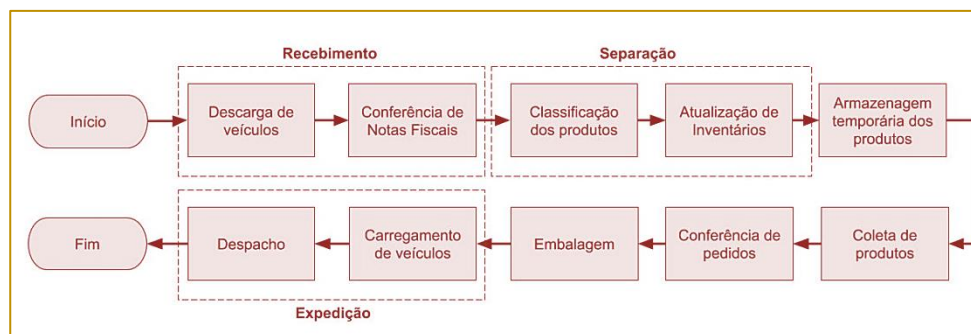 Recebimento
Separação
Início
Descarga de
veículos
Conferência de
Notas Fiscais
Classificação
dos produtos
Atualização de
Inventários
Armazenagem
temporária dos
produtos
Fim
Despacho
Carregamento
de veículos
Embalagem
Conferência de
pedidos
Coleta de
produtos
Expedição